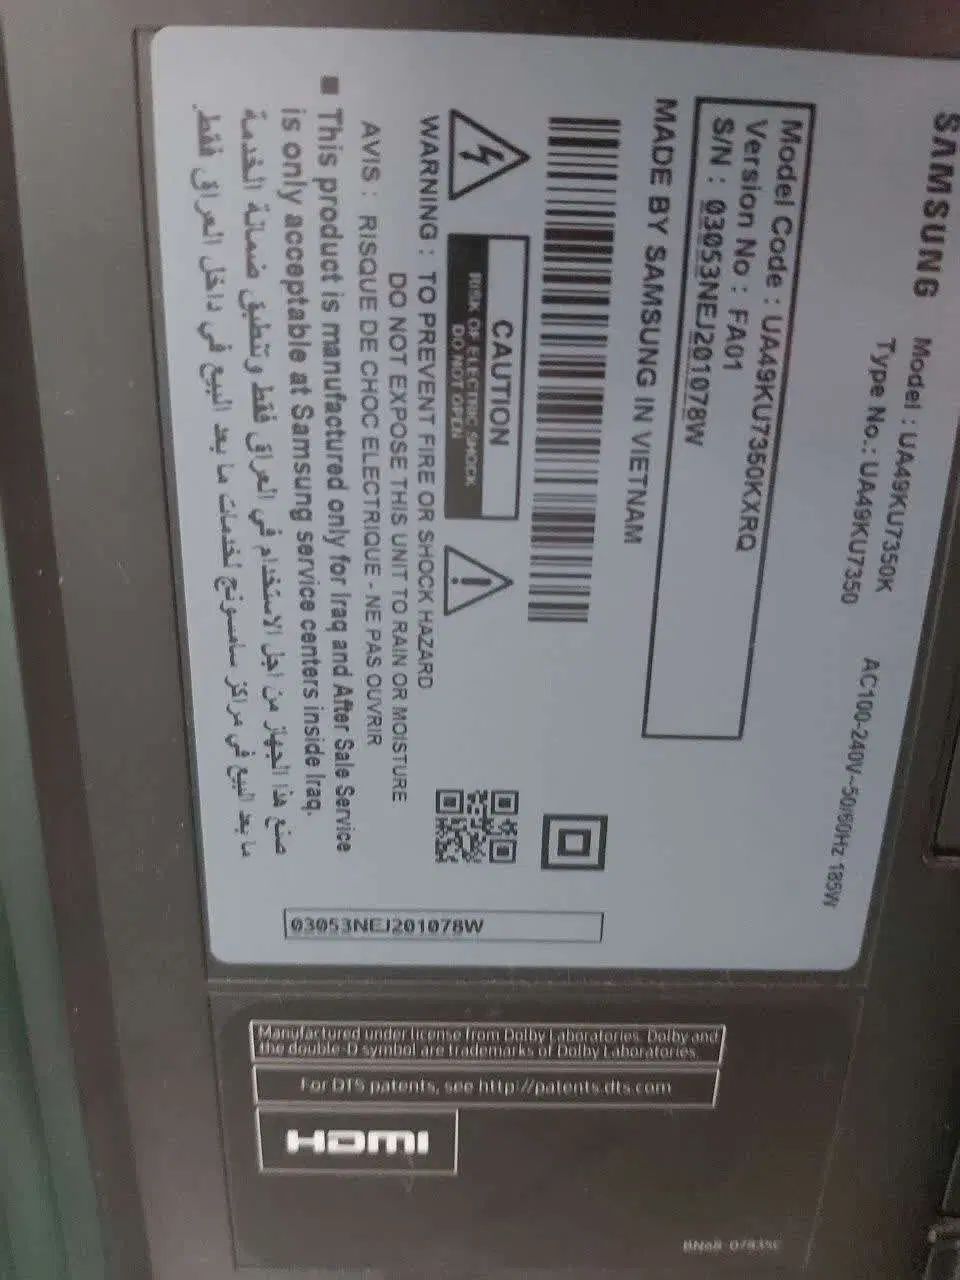 SAMSUNG
Model : UA49KU7350K
Type No.: UA49KU7350
AC100-240V~50/60Hz 185W
Model Code : UA49KU7350KXRQ
Version No : FA01
S/N : 03053NEJ201078W
MADE BY SAMSUNG IN VIETNAM
CAUTION
RISK OF ELECTRIC SHOCK
DO NOT OPEN
WARNING : TO PREVENT FIRE OR SHOCK HAZARD
DO NOT EXPOSE THIS UNIT TO RAIN OR MOISTURE
AVIS : RISQUE DE CHOC ELECTRIQUE - NE PAS OUVRIR
■ This product is manufactured only for Iraq and After Sale Service
is only acceptable at Samsung service centers inside Iraq.
صنع هذا الجهاز من اجل الاستخدام في العراق فقط وتنطبق ضمانة الخدمة
ما بعد البيع في مراكز سامسونج لخدمات ما بعد البيع في داخل العراق فقط.
03053NEJ201078W
Manufactured under license from Dolby Laboratories. Dolby and
the double-D symbol are trademarks of Dolby Laboratories.
For DTS patents, see http://patents.dts.com
HDMI